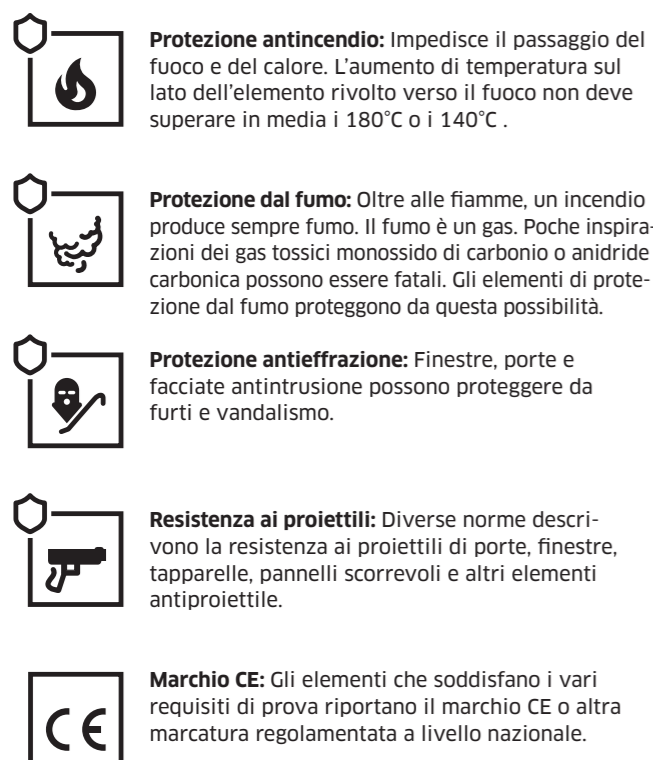 Protezione antincendio: Impedisce il passaggio del
fuoco e del calore. L'aumento di temperatura sul
lato dell'elemento rivolto verso il fuoco non deve
superare in media i 180°C o i 140°C .
Protezione dal fumo: Oltre alle fiamme, un incendio
produce sempre fumo. Il fumo è un gas. Poche inspira-
zioni dei gas tossici monossido di carbonio o anidride
carbonica possono essere fatali. Gli elementi di prote-
zione dal fumo proteggono da questa possibilità.
Protezione antieffrazione: Finestre, porte e
facciate antintrusione possono proteggere da
furti e vandalismo.
Resistenza ai proiettili: Diverse norme descri-
vono la resistenza ai proiettili di porte, finestre,
tapparelle, pannelli scorrevoli e altri elementi
antiproiettile.
CE
Marchio CE: Gli elementi che soddisfano i vari
requisiti di prova riportano il marchio CE o altra
marcatura regolamentata a livello nazionale.